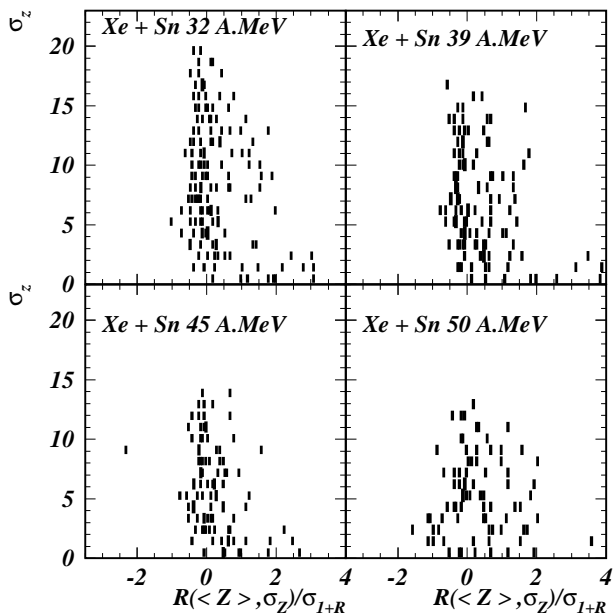 σz
20
15
10
5
0
Xe + Sn 32 A.MeV
Xe + Sn 39 A.MeV
σz
20
15
10
5
0
Xe + Sn 45 A.MeV
Xe + Sn 50 A.MeV
-2 0 2 4 -2 0 2 4
R(< Z > ,σZ)/σ1+R R(< Z > ,σZ)/σ1+R